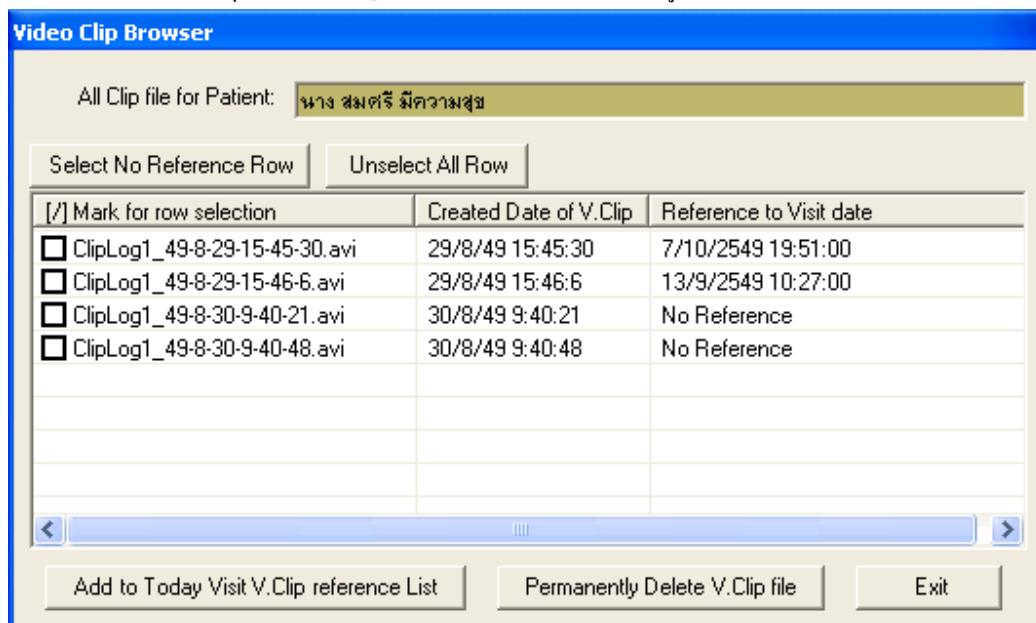 Video Clip Browser
All Clip file for Patient: นาง สมศรี มีความสุข
Select No Reference Row Unselect All Row
[/] Mark for row selection Created Date of V.Clip Reference to Visit date
ClipLog1_49-8-29-15-45-30.avi 29/8/49 15:45:30 7/10/2549 19:51:00
ClipLog1_49-8-29-15-46-6.avi 29/8/49 15:46:6 13/9/2549 10:27:00
ClipLog1_49-8-30-9-40-21.avi 30/8/49 9:40:21 No Reference
ClipLog1_49-8-30-9-40-48.avi 30/8/49 9:40:48 No Reference
Add to Today Visit V.Clip reference List Permanently Delete V.Clip file Exit